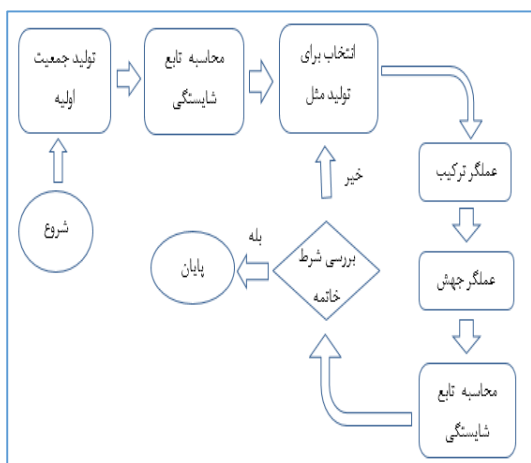 تولید جمعیت
اولیه
محاسبه تابع
شایستگی
انتخاب برای
تولید مثل
عملگر ترکیب
خیر
شروع
بله
پایان
بررسی شرط
خاتمه
عملگر جهش
محاسبه تابع
شایستگی